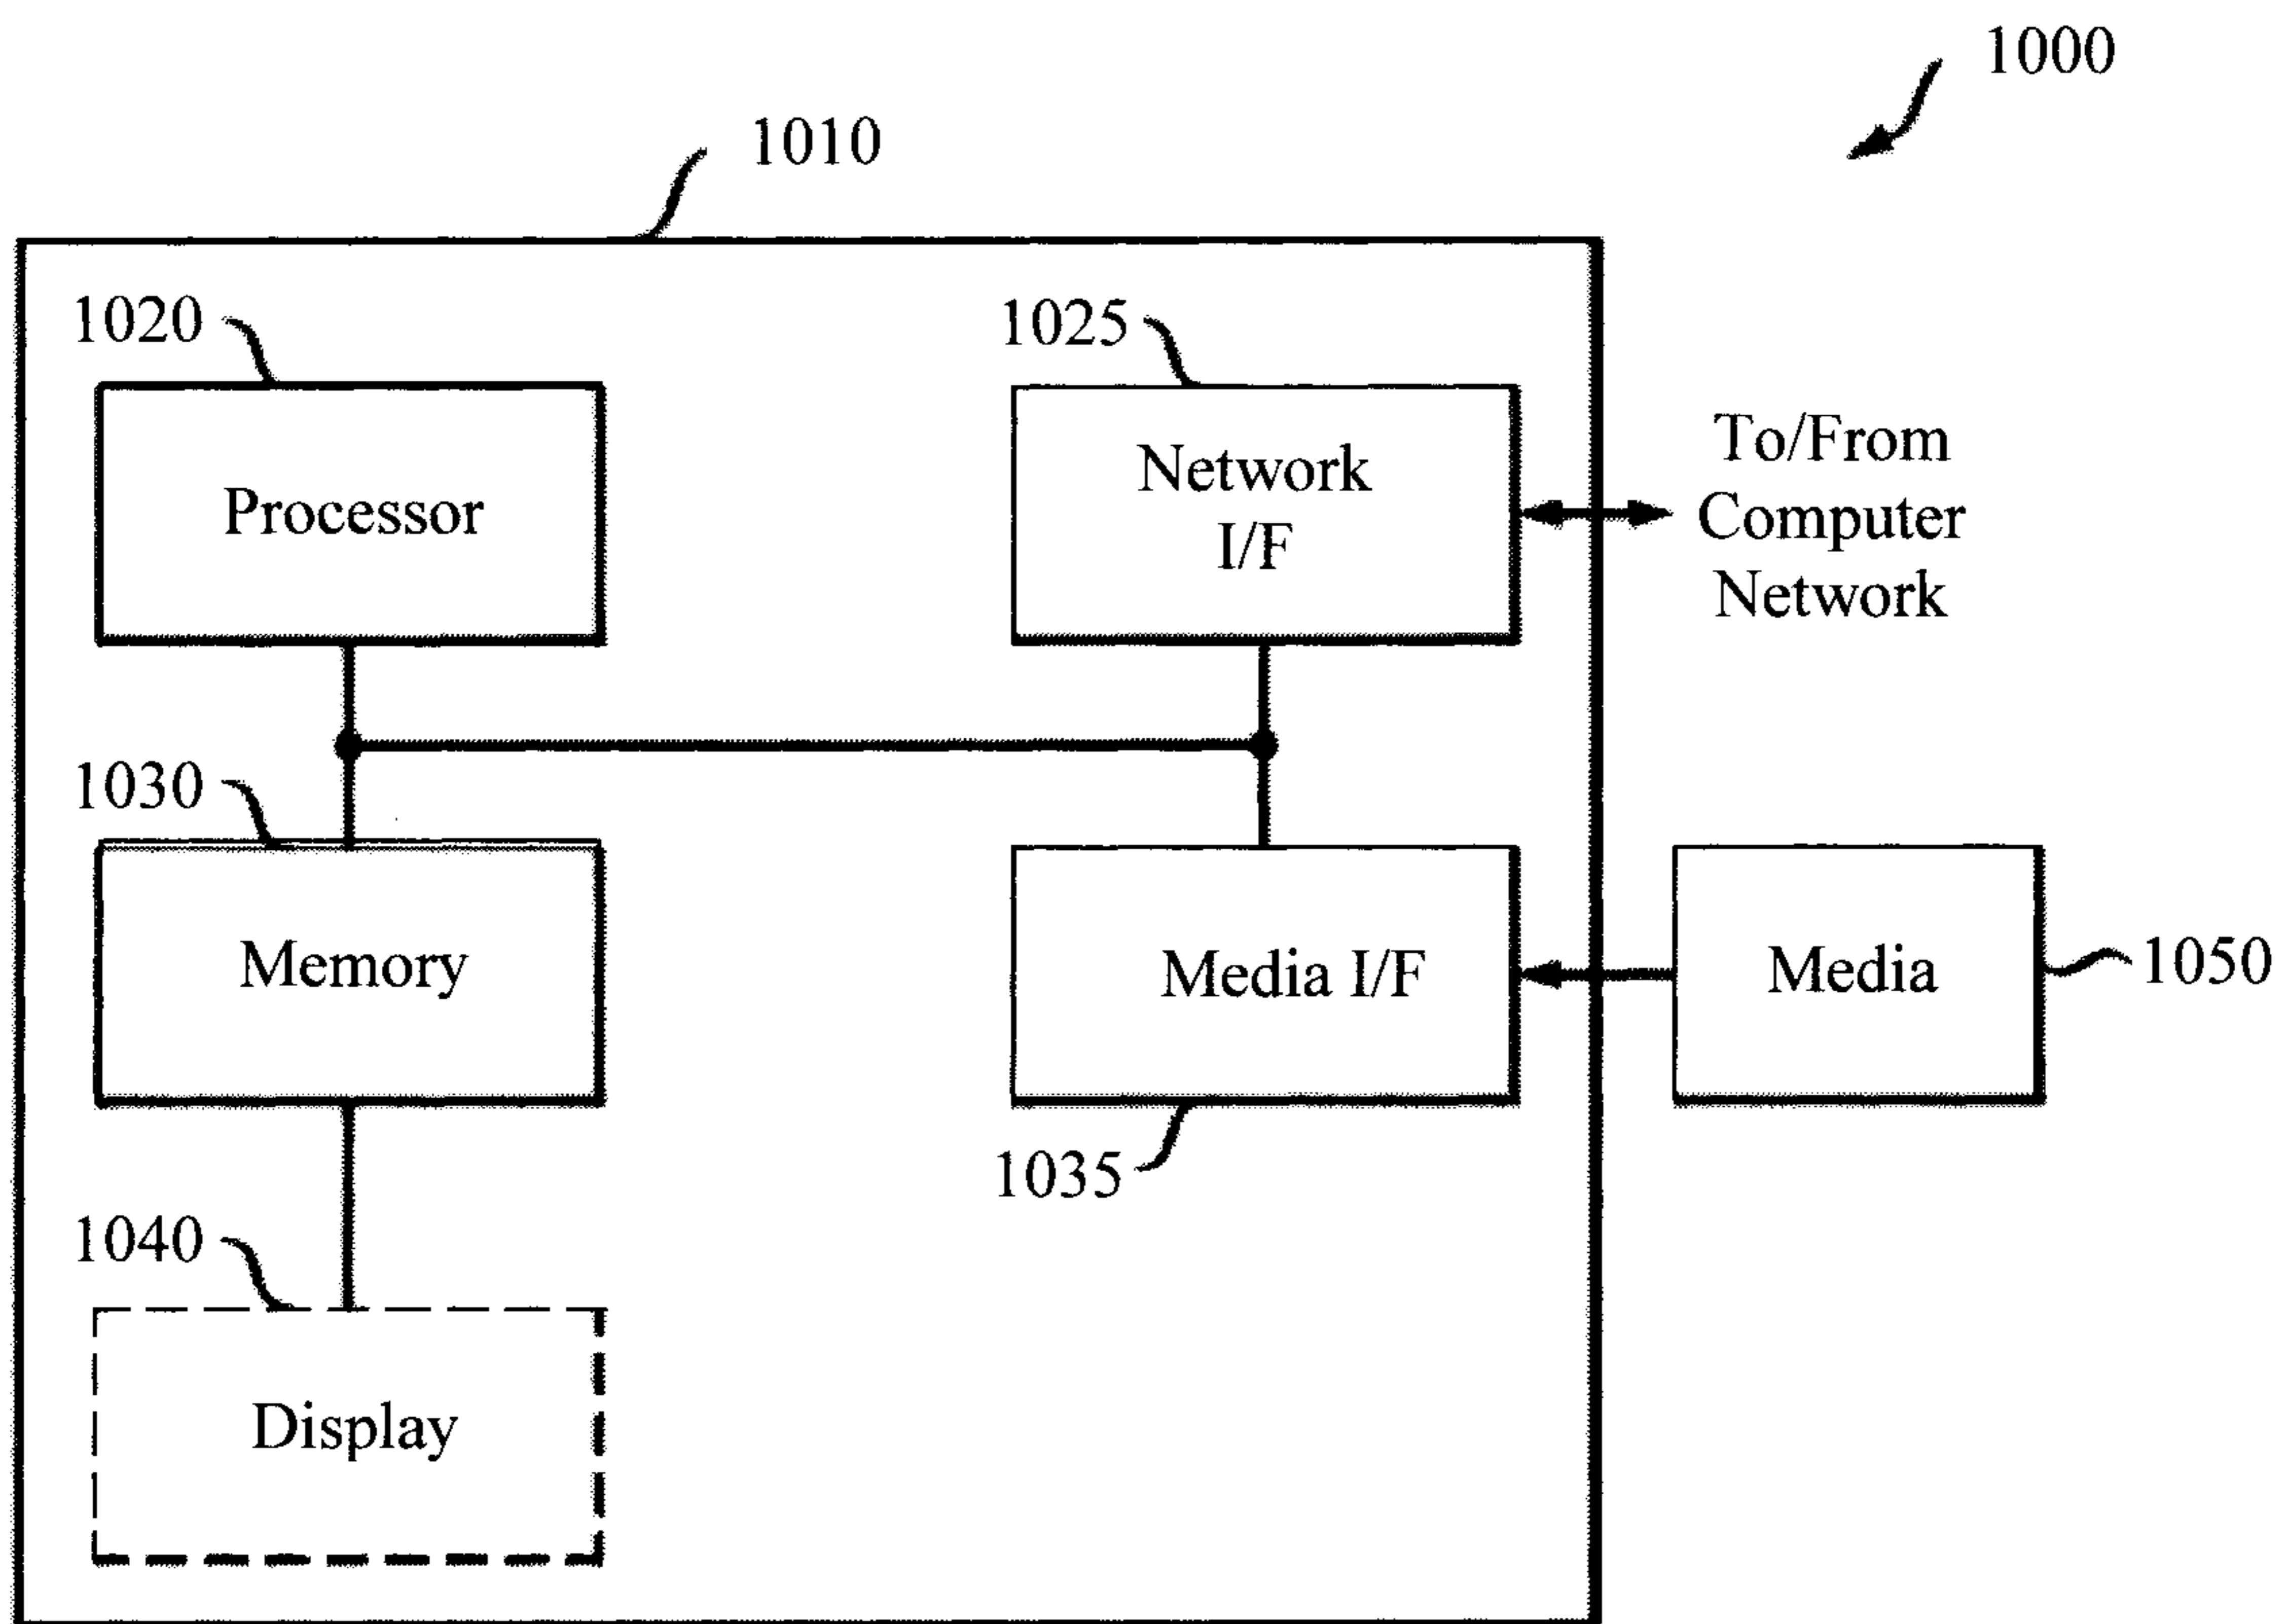 1000
1010
1020
1025
Processor
Network
I/F
To/From
Computer
Network
1030
Memory
Media I/F
Media
1050
1035
1040
Display